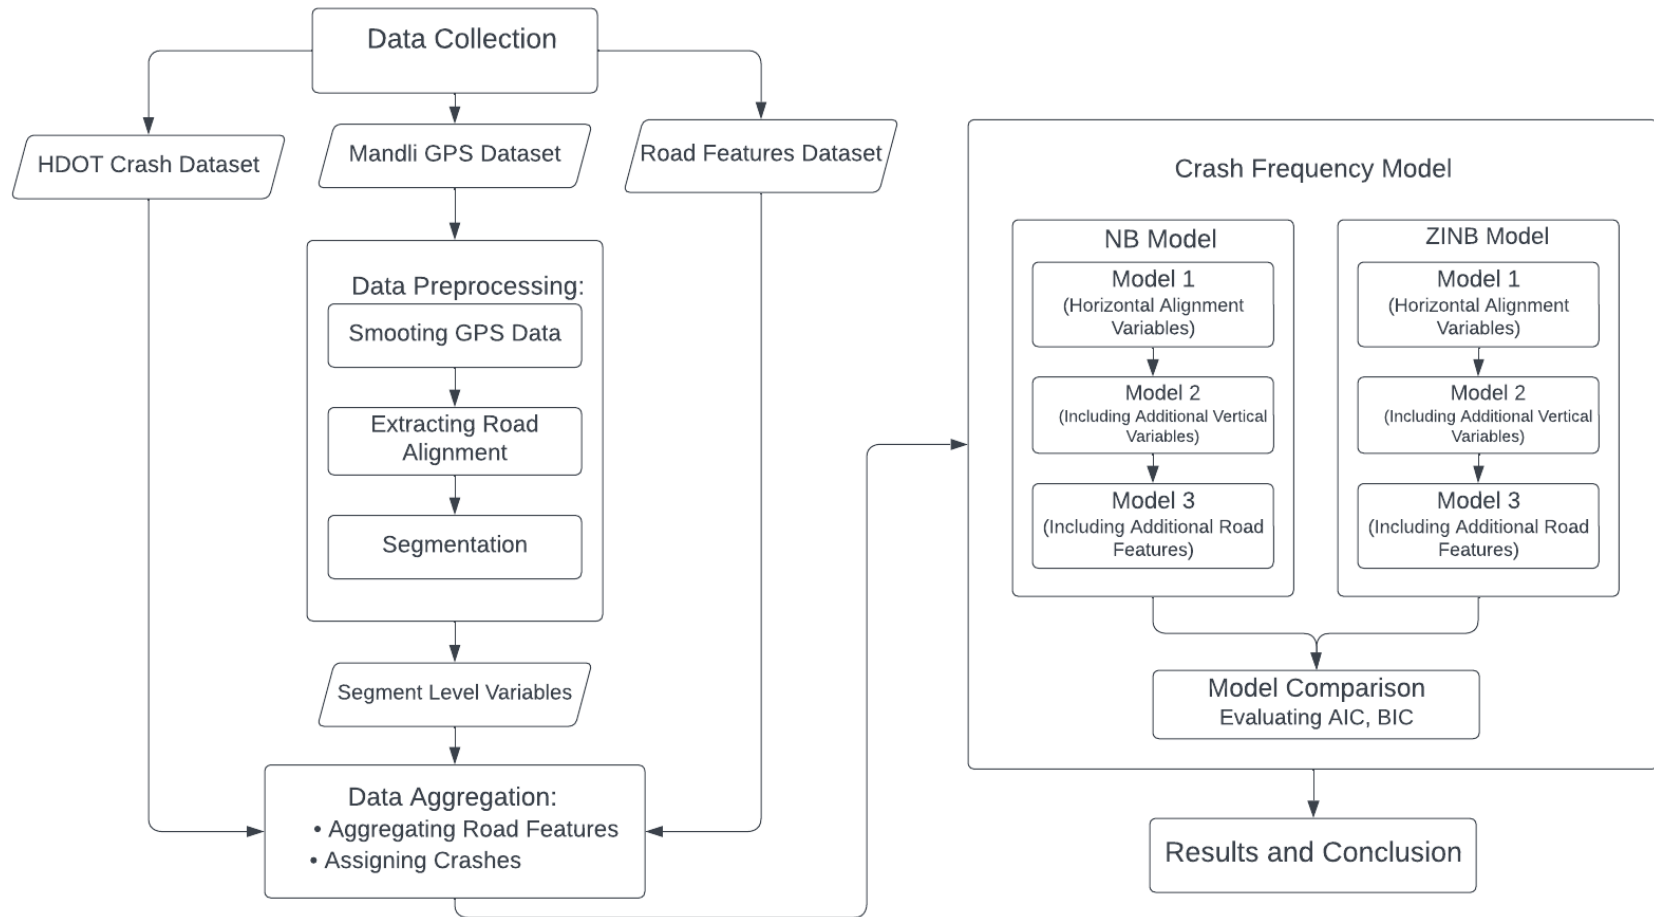 Data Collection
HDOT Crash Dataset
Mandli GPS Dataset
Road Features Dataset
Data Preprocessing:
Smooting GPS Data
Extracting Road
Alignment
Segmentation
Segment Level Variables
Data Aggregation:
• Aggregating Road Features
• Assigning Crashes
Crash Frequency Model
NB Model
Model 1
(Horizontal Alignment
Variables)
Model 2
(Including Additional Vertical
Variables)
Model 3
(Including Additional Road
Features)
ZINB Model
Model 1
(Horizontal Alignment
Variables)
Model 2
(Including Additional Vertical
Variables)
Model 3
(Including Additional Road
Features)
Model Comparison
Evaluating AIC, BIC
Results and Conclusion